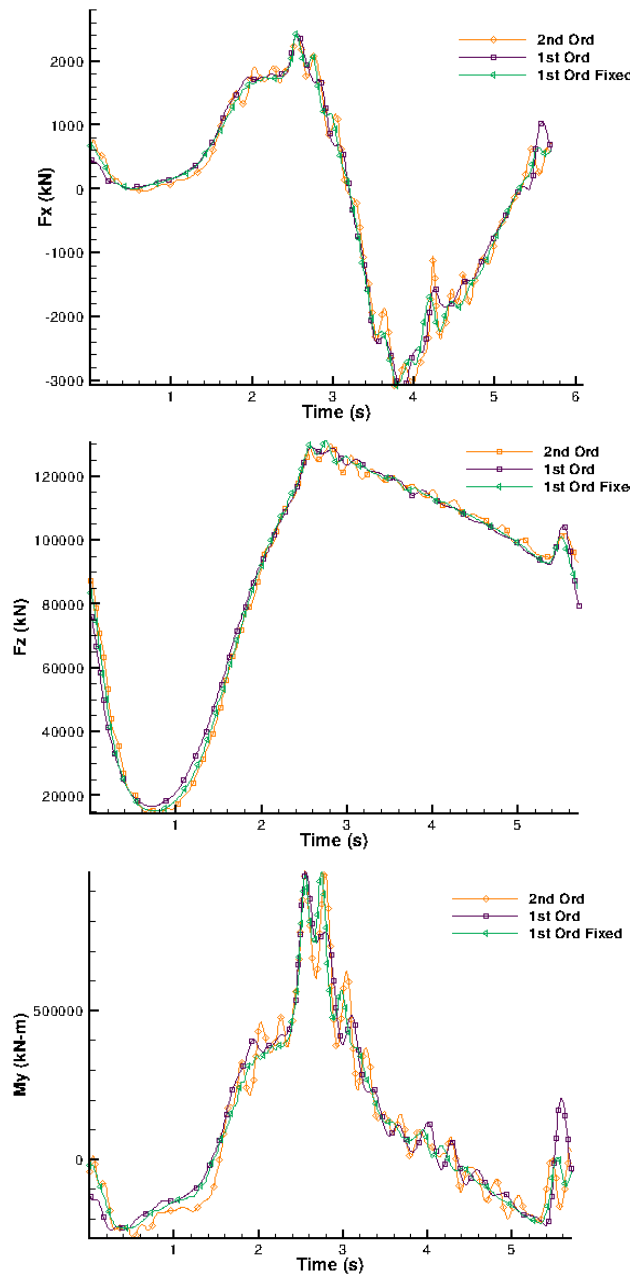 2nd Ord
1st Ord
1st Ord Fixed
Fx (kN)
2000
1000
0
-1000
-2000
-3000
1 2 3 4 5 6
Time (s)
2nd Ord
1st Ord
1st Ord Fixed
Fz (kN)
120000
100000
80000
60000
40000
20000
1 2 3 4 5
Time (s)
2nd Ord
1st Ord
1st Ord Fixed
My (kN-m)
500000
0
1 2 3 4 5
Time (s)